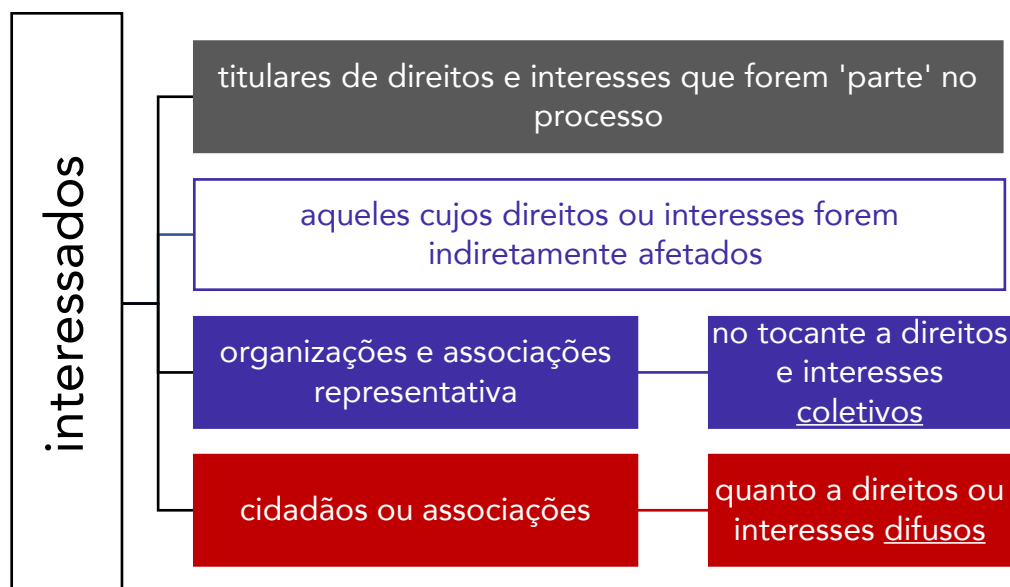 interessados
titulares de direitos e interesses que forem 'parte' no
processo
aqueles cujos direitos ou interesses forem
indiretamente afetados
organizações e associações
representativa
no tocante a direitos
e interesses
coletivos
cidadãos ou associações
quanto a direitos ou
interesses difusos